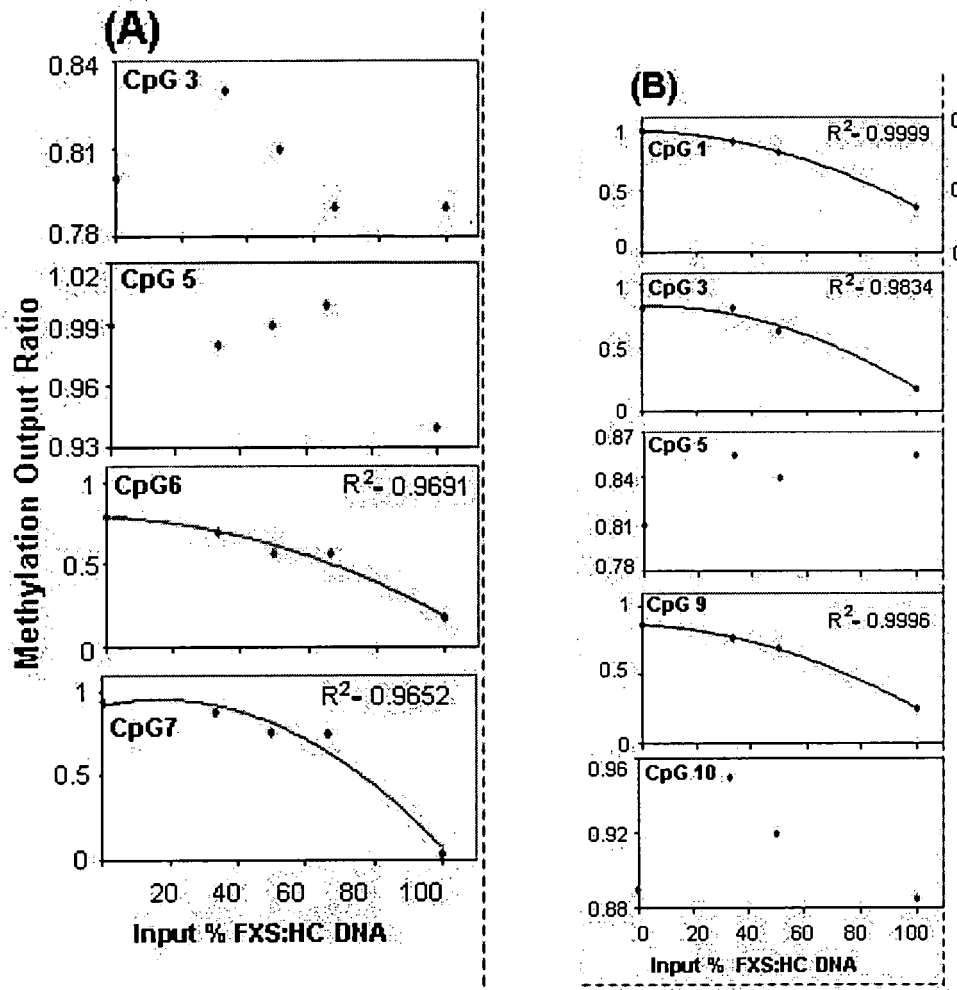 (A)
Methylation Output Ratio
CpG 3
0.84
0.81
0.78
CpG 5
1.02
0.99
0.96
0.93
CpG6
R2- 0.9691
1
0.5
0
CpG7
R2- 0.9652
1
0.5
0
20 40 60 80 100
Input % FXS:HC DNA
(B)
CpG 1
R2- 0.9999
1
0.5
0
CpG 3
R2- 0.9834
1
0.5
0
CpG 5
0.87
0.84
0.81
0.78
CpG 9
R2- 0.9996
1
0.5
0
CpG 10
0.96
0.92
0.88
0 20 40 60 80 100
Input % FXS:HC DNA
0
0
0